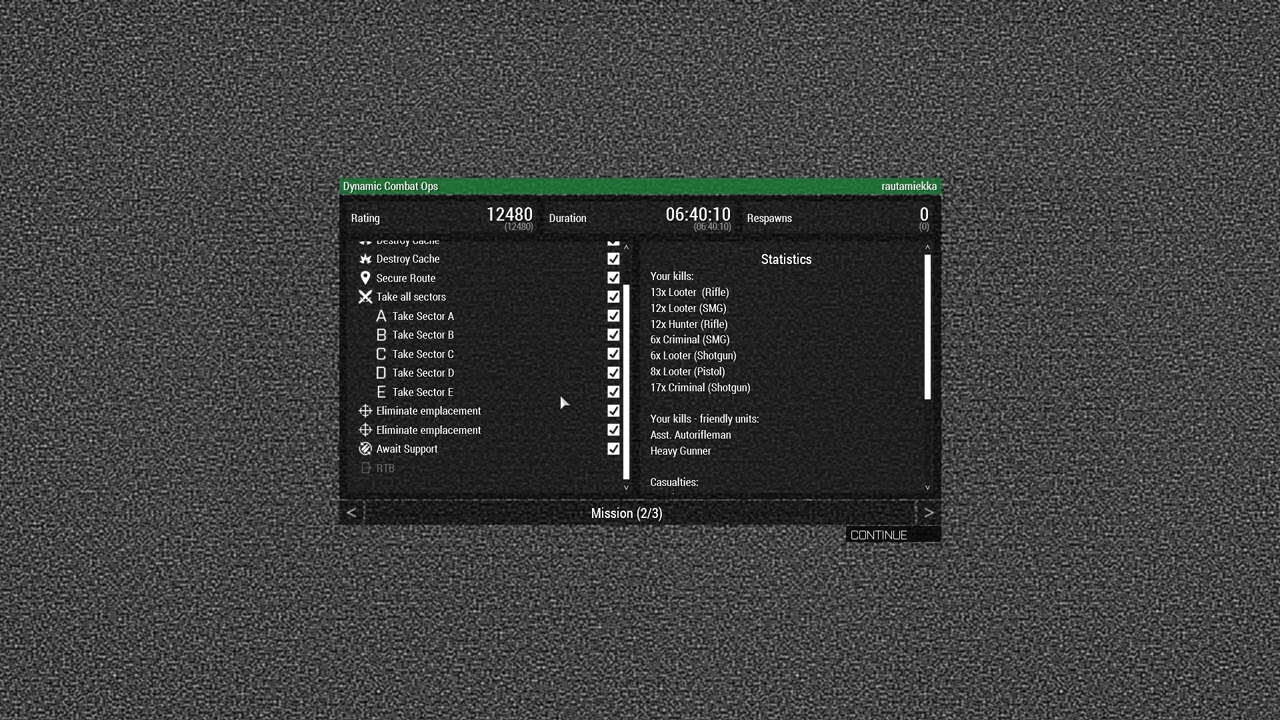 Dynamic Combat Ops
rautamiekka
Rating 12480 (12480)
Duration 06:40:10 (06:40:10)
Respawns 0 (0)
Destroy Cache
Destroy Cache
Secure Route
Take all sectors
A Take Sector A
B Take Sector B
C Take Sector C
D Take Sector D
E Take Sector E
Eliminate emplacement
Eliminate emplacement
Await Support
RTB
Statistics
Your kills:
13x Looter (Rifle)
12x Looter (SMG)
12x Hunter (Rifle)
6x Criminal (SMG)
6x Looter (Shotgun)
8x Looter (Pistol)
17x Criminal (Shotgun)
Your kills - friendly units:
Asst. Autorifleman
Heavy Gunner
Casualties:
< Mission (2/3) >
CONTINUE